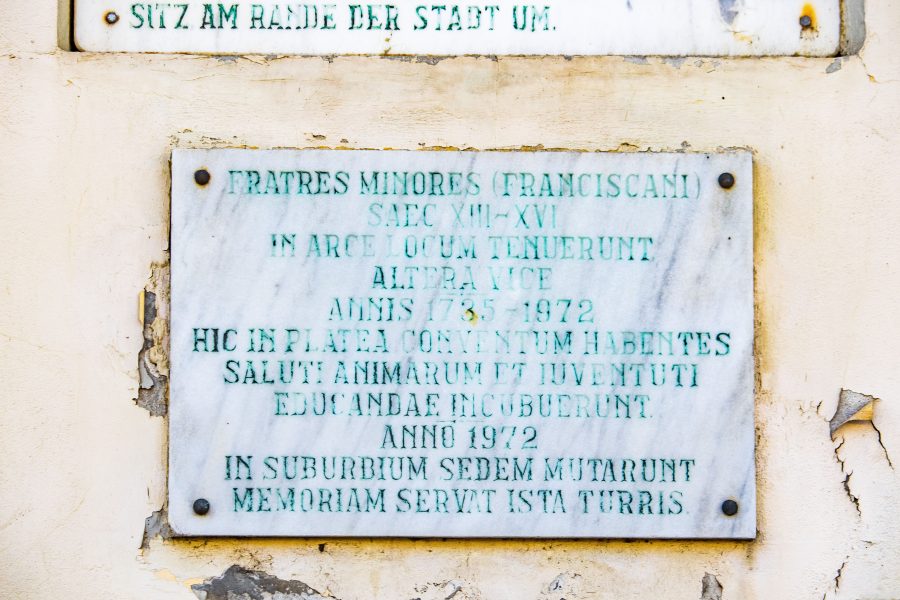 SITZ AM RANDE DER STADT UM.
FRATRES MINORES (FRANCISCANI)
SAEC XIII-XVI
IN ARCE LOCUM TENUERUNT
ALTERA VICE
ANNIS 1735-1972
HIC IN PLATEA CONVENTUM HABENTES
SALUTI ANIMARUM ET IUVENTUTI
EDUCANDAE INCUBUERUNT.
ANNO 1972
IN SUBURBIUM SEDEM MUTARUNT
MEMORIAM SERVAT ISTA TURRIS.